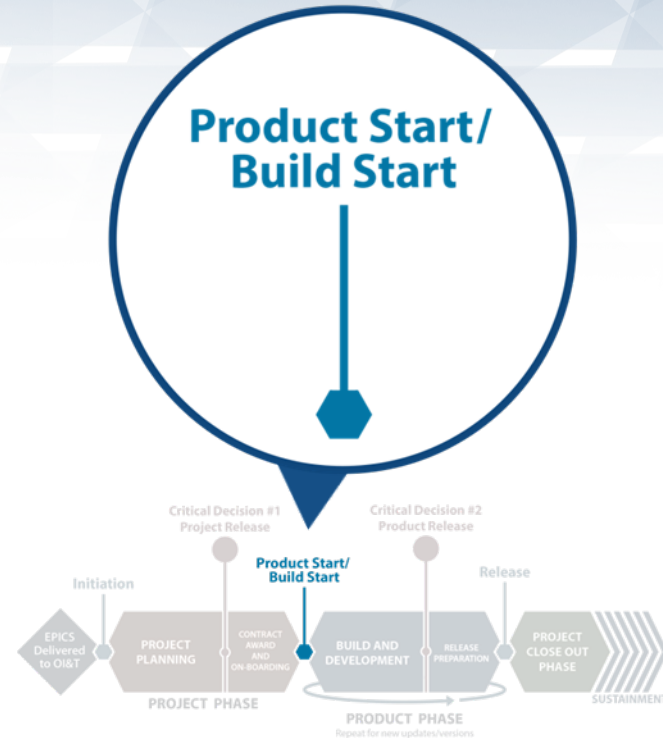 Product Start/
Build Start
Critical Decision #1
Project Release
Critical Decision #2
Product Release
Product Start/
Build Start
Initiation
Release
EPICS
Delivered
to OI&T
PROJECT
PLANNING
CONTRACT
AWARD
AND
ON-BOARDING
BUILD AND
DEVELOPMENT
RELEASE
PREPARATION
PROJECT
CLOSE OUT
PHASE
SUSTAINMENT
PROJECT PHASE
PRODUCT PHASE
Repeat for new updates/versions